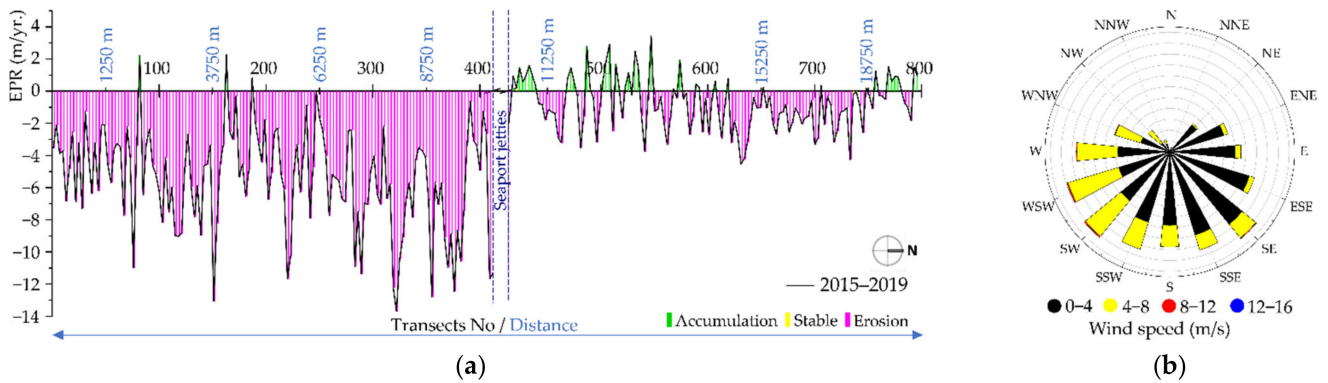 EPR (m/yr.)
4
2
0
−2
−4
−6
−8
−10
−12
−14
1250 m
100
3750 m
200
6250 m
300
8750 m
400
11250 m
500
600
15250 m
700
18750 m
800
Seaport jetties
N
2015–2019
Transects No / Distance
Accumulation
Stable
Erosion
(a)
N
NNE
NE
ENE
E
ESE
SE
SSE
S
SSW
SW
WSW
W
WNW
NW
NNW
0–4
4–8
8–12
12–16
Wind speed (m/s)
(b)